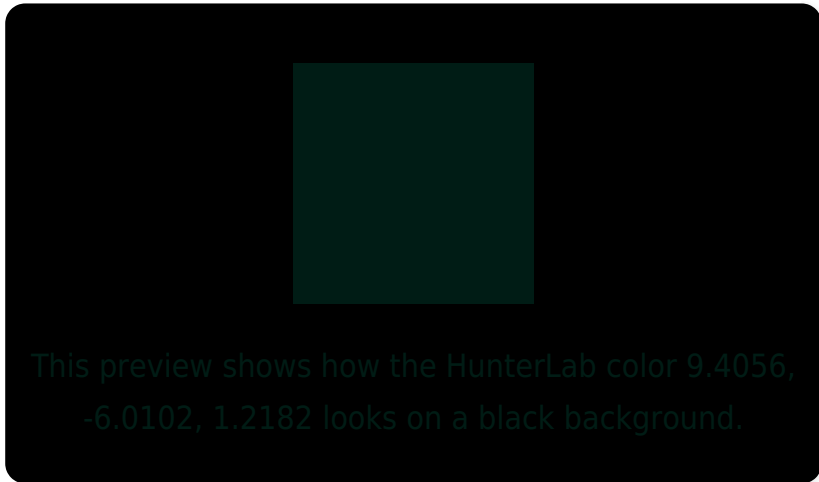 This preview shows how the HunterLab color 9.4056,
-6.0102, 1.2182 looks on a black background.